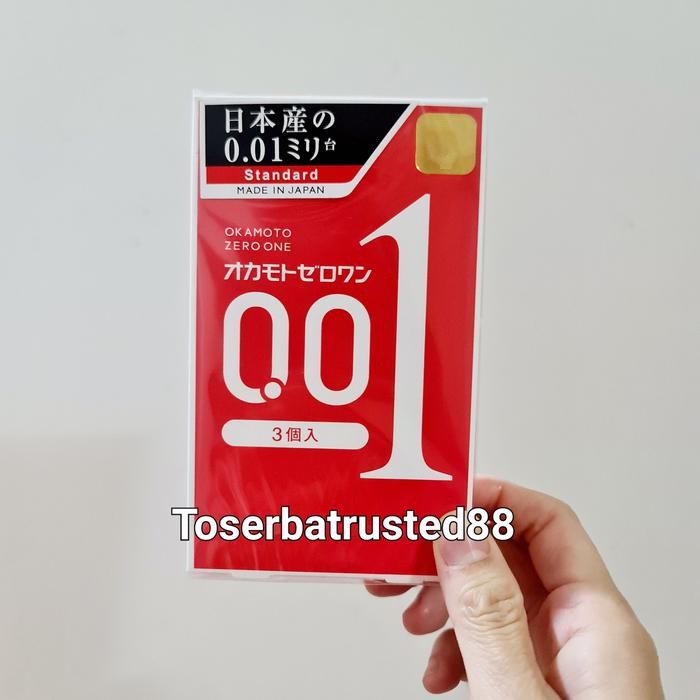 日本産の
0.01ミリ台
Standard
MADE IN JAPAN
OKAMOTO
ZERO ONE
オカモトゼロワン
0.01
3個入
Toserbatrusted88